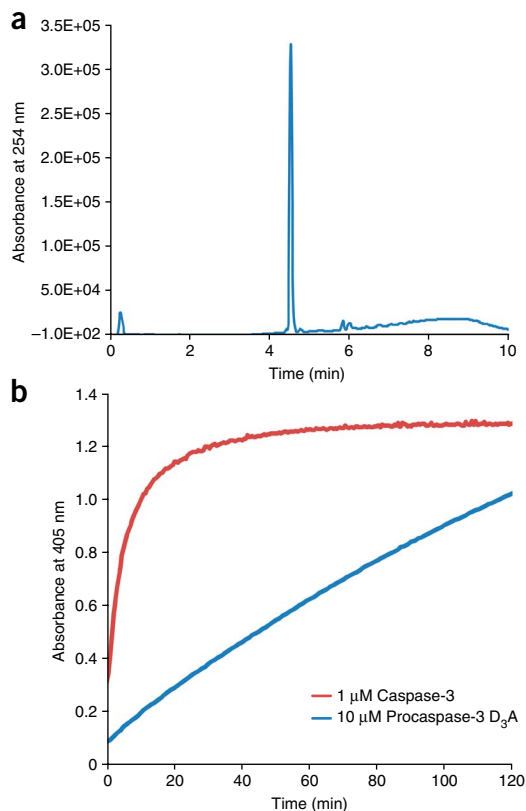 a
3.5E+05
3.0E+05
2.5E+05
2.0E+05
1.5E+05
1.0E+05
5.0E+04
–1.0E+02
Absorbance at 254 nm
0 2 4 6 8 10
Time (min)
b
1.4
1.2
1.0
0.8
0.6
0.4
0.2
0
Absorbance at 405 nm
1 μM Caspase-3
10 μM Procaspase-3 D₃A
0 20 40 60 80 100 120
Time (min)